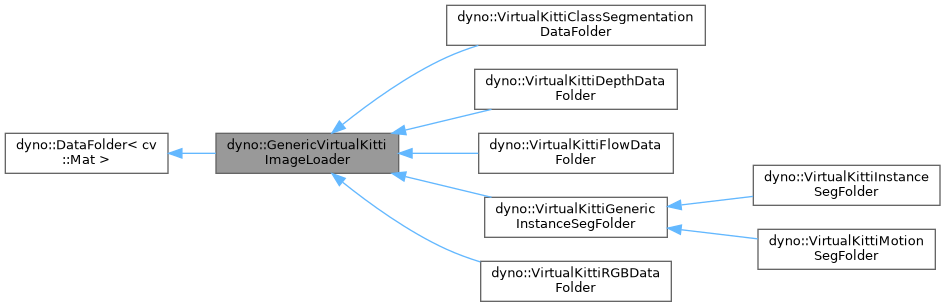 dyno::DataFolder< cv
::Mat >
dyno::GenericVirtualKitti
ImageLoader
dyno::VirtualKittiClassSegmentation
DataFolder
dyno::VirtualKittiDepthData
Folder
dyno::VirtualKittiFlowData
Folder
dyno::VirtualKittiGeneric
InstanceSegFolder
dyno::VirtualKittiRGBData
Folder
dyno::VirtualKittiInstance
SegFolder
dyno::VirtualKittiMotion
SegFolder